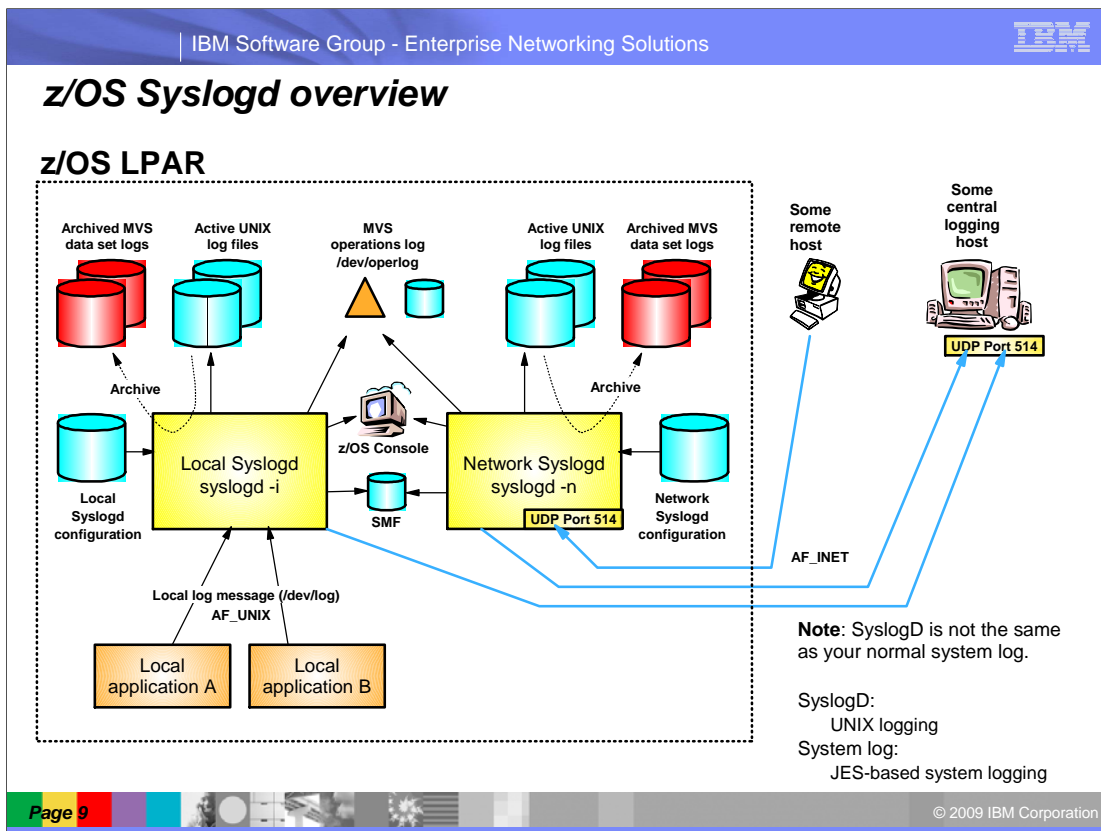 IBM Software Group - Enterprise Networking Solutions
IBM
z/OS Syslogd overview
z/OS LPAR
Archived MVS
data set logs
Active UNIX
log files
MVS
operations log
/dev/operlog
Active UNIX
log files
Archived MVS
data set logs
Some
remote
host
Some
central
logging
host
UDP Port 514
Archive
Archive
z/OS Console
Local Syslogd
syslogd -i
Network Syslogd
syslogd -n
UDP Port 514
SMF
Local
Syslogd
configuration
Network
Syslogd
configuration
AF_INET
Local log message (/dev/log)
AF_UNIX
Local
application A
Local
application B
Note: SyslogD is not the same
as your normal system log.
SyslogD:
UNIX logging
System log:
JES-based system logging
Page 9
© 2009 IBM Corporation